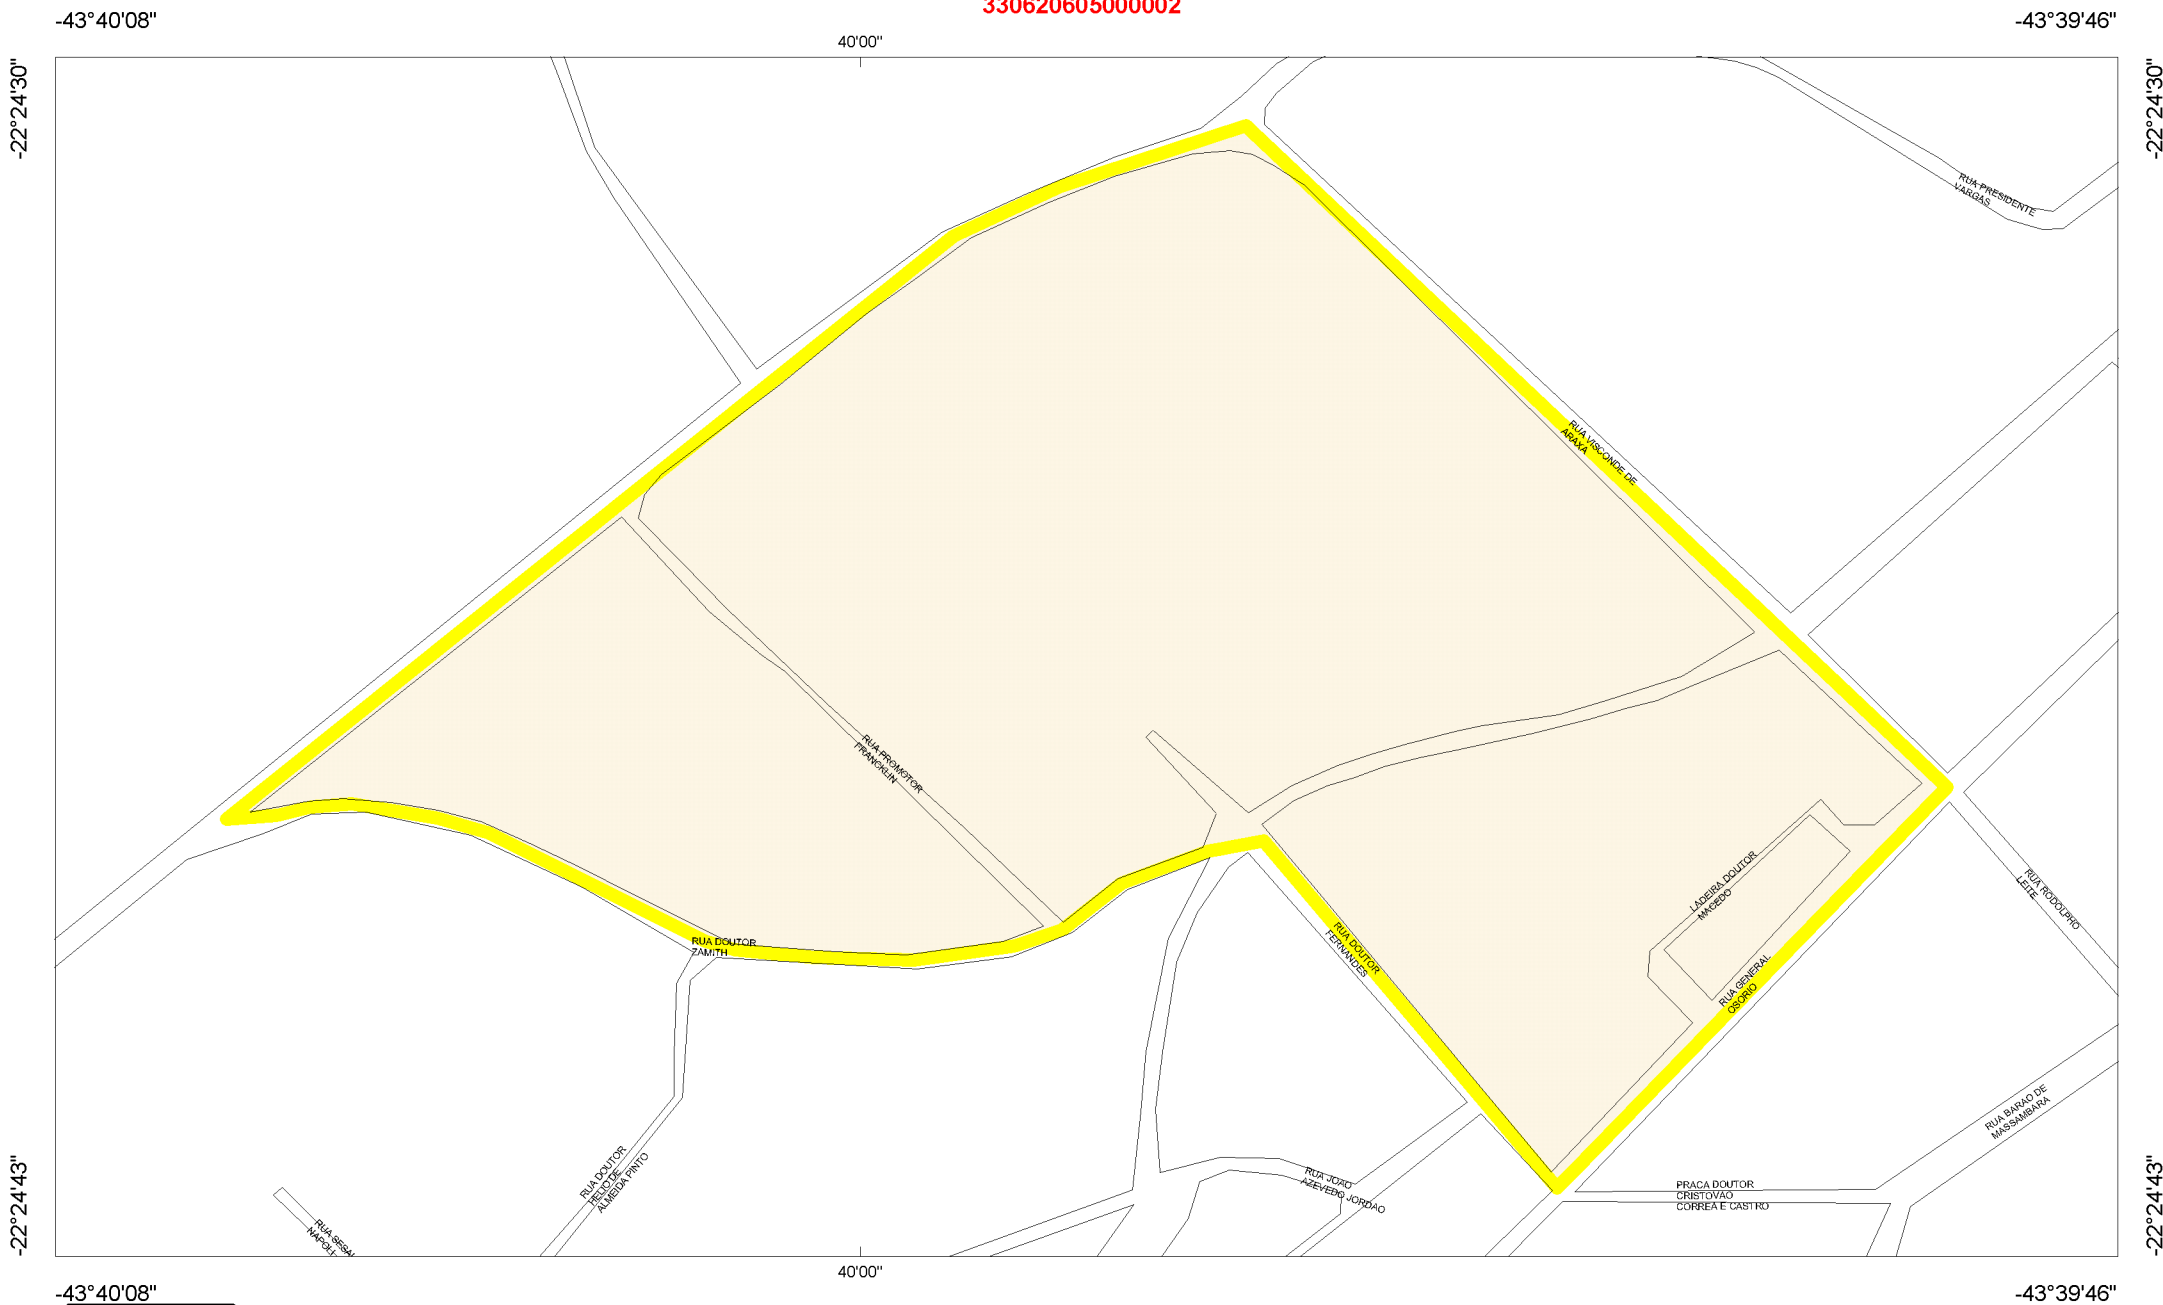 330620605000002
-43°40'08"
-43°39'46"
40'00"
-22°24'30"
-22°24'30"
RUA PRESIDENTE
VARGAS
RUA VISCONDE DE
ARAXA
RUA PROMOTOR
FRANCKLIN
LADEIRA DOUTOR
MACEDO
RUA RODOLPHO
LEITE
RUA DOUTOR
ZAMITH
RUA DOUTOR
FERNANDES
RUA GENERAL
OSORIO
RUA BARAO DE
MASSAMBARA
RUA DOUTOR
HELIO DE
ALMEIDA PINTO
RUA JOAO
AZEVEDO JORDAO
PRACA DOUTOR
CRISTOVAO
CORREA E CASTRO
RUA SESAI
NAPOLI
-22°24'43"
-22°24'43"
40'00"
-43°40'08"
-43°39'46"